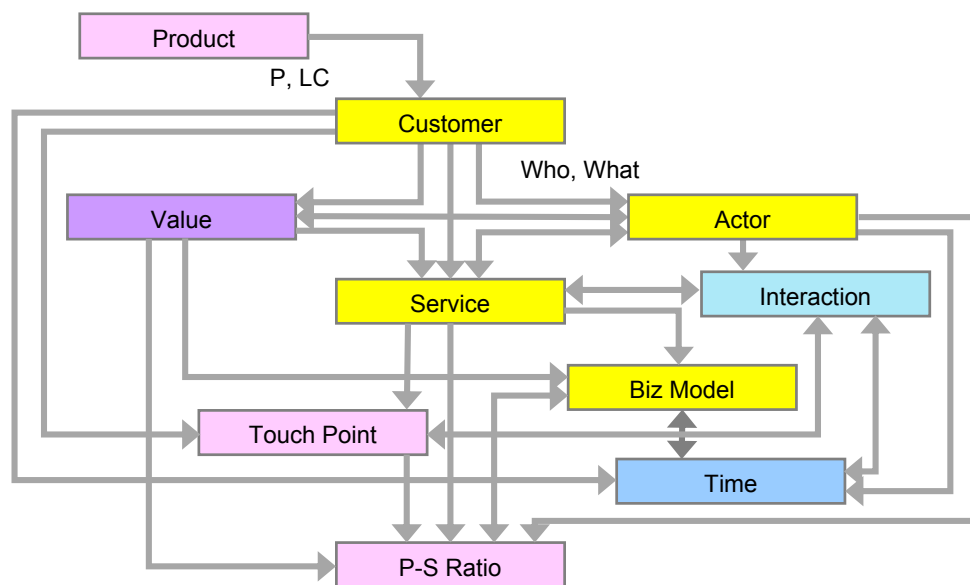 Product
P, LC
Customer
Who, What
Value
Actor
Service
Interaction
Biz Model
Touch Point
Time
P-S Ratio